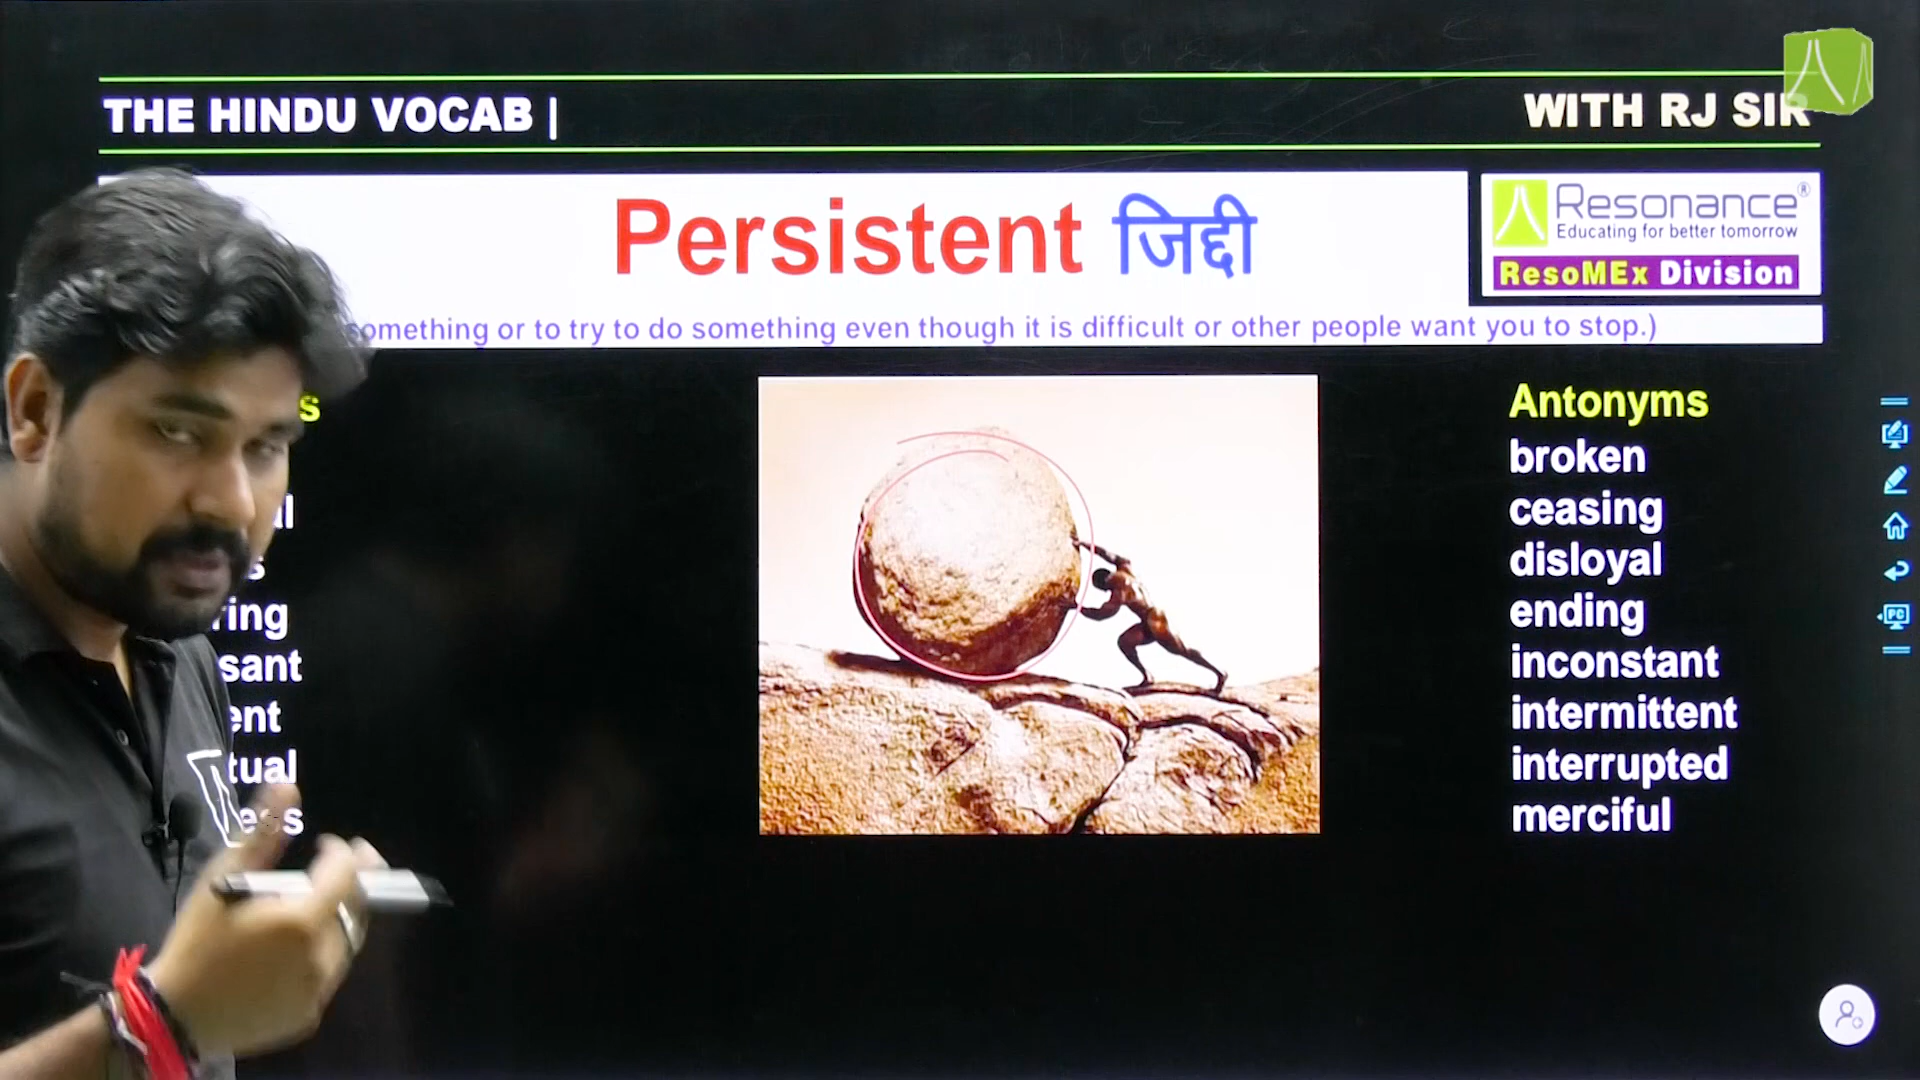 THE HINDU VOCAB |
WITH RJ SIR
Persistent जिद्दी
Resonance®
Educating for better tomorrow
ResoMEx Division
something or to try to do something even though it is difficult or other people want you to stop.)
Antonyms
broken
ceasing
disloyal
ending
inconstant
intermittent
interrupted
merciful
PC